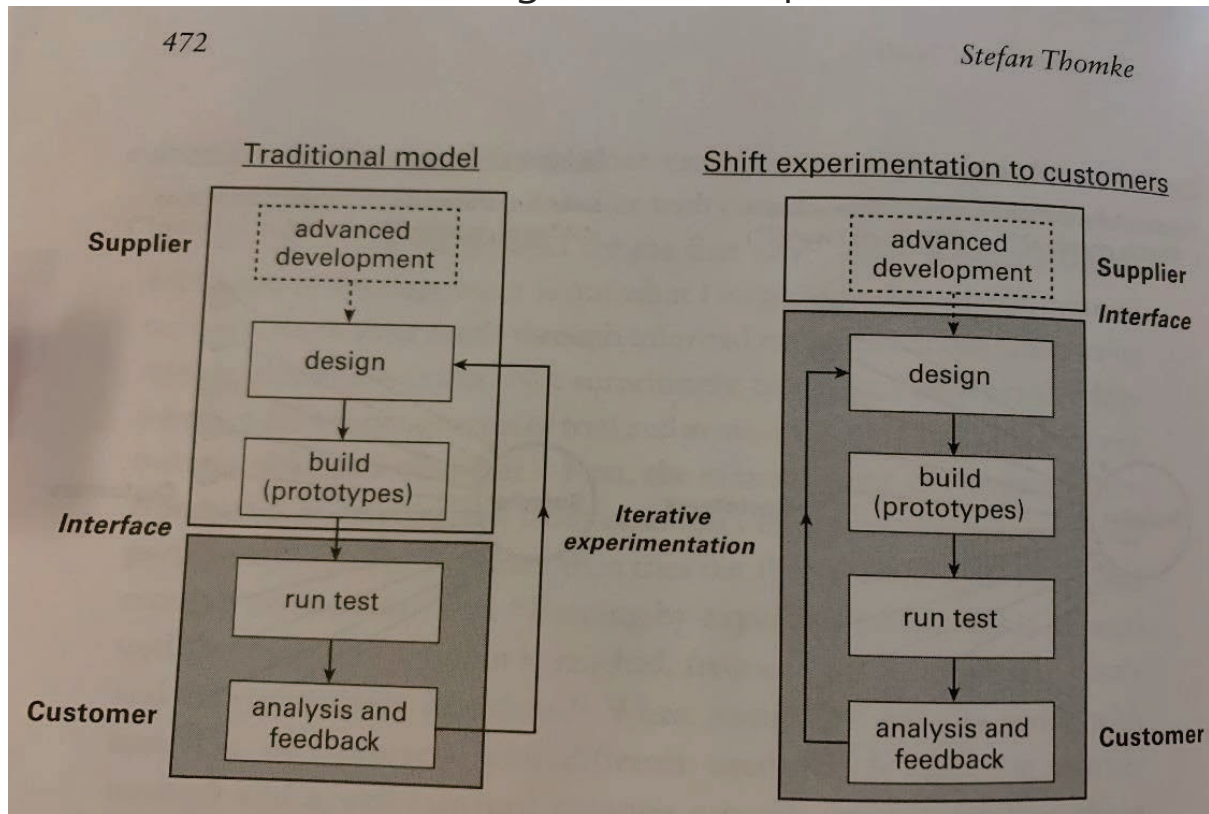 472
Stefan Thomke
Traditional model
Supplier
advanced
development
design
build
(prototypes)
Interface
run test
Customer
analysis and
feedback
Iterative
experimentation
Shift experimentation to customers
advanced
development
Supplier
Interface
design
build
(prototypes)
run test
analysis and
feedback
Customer